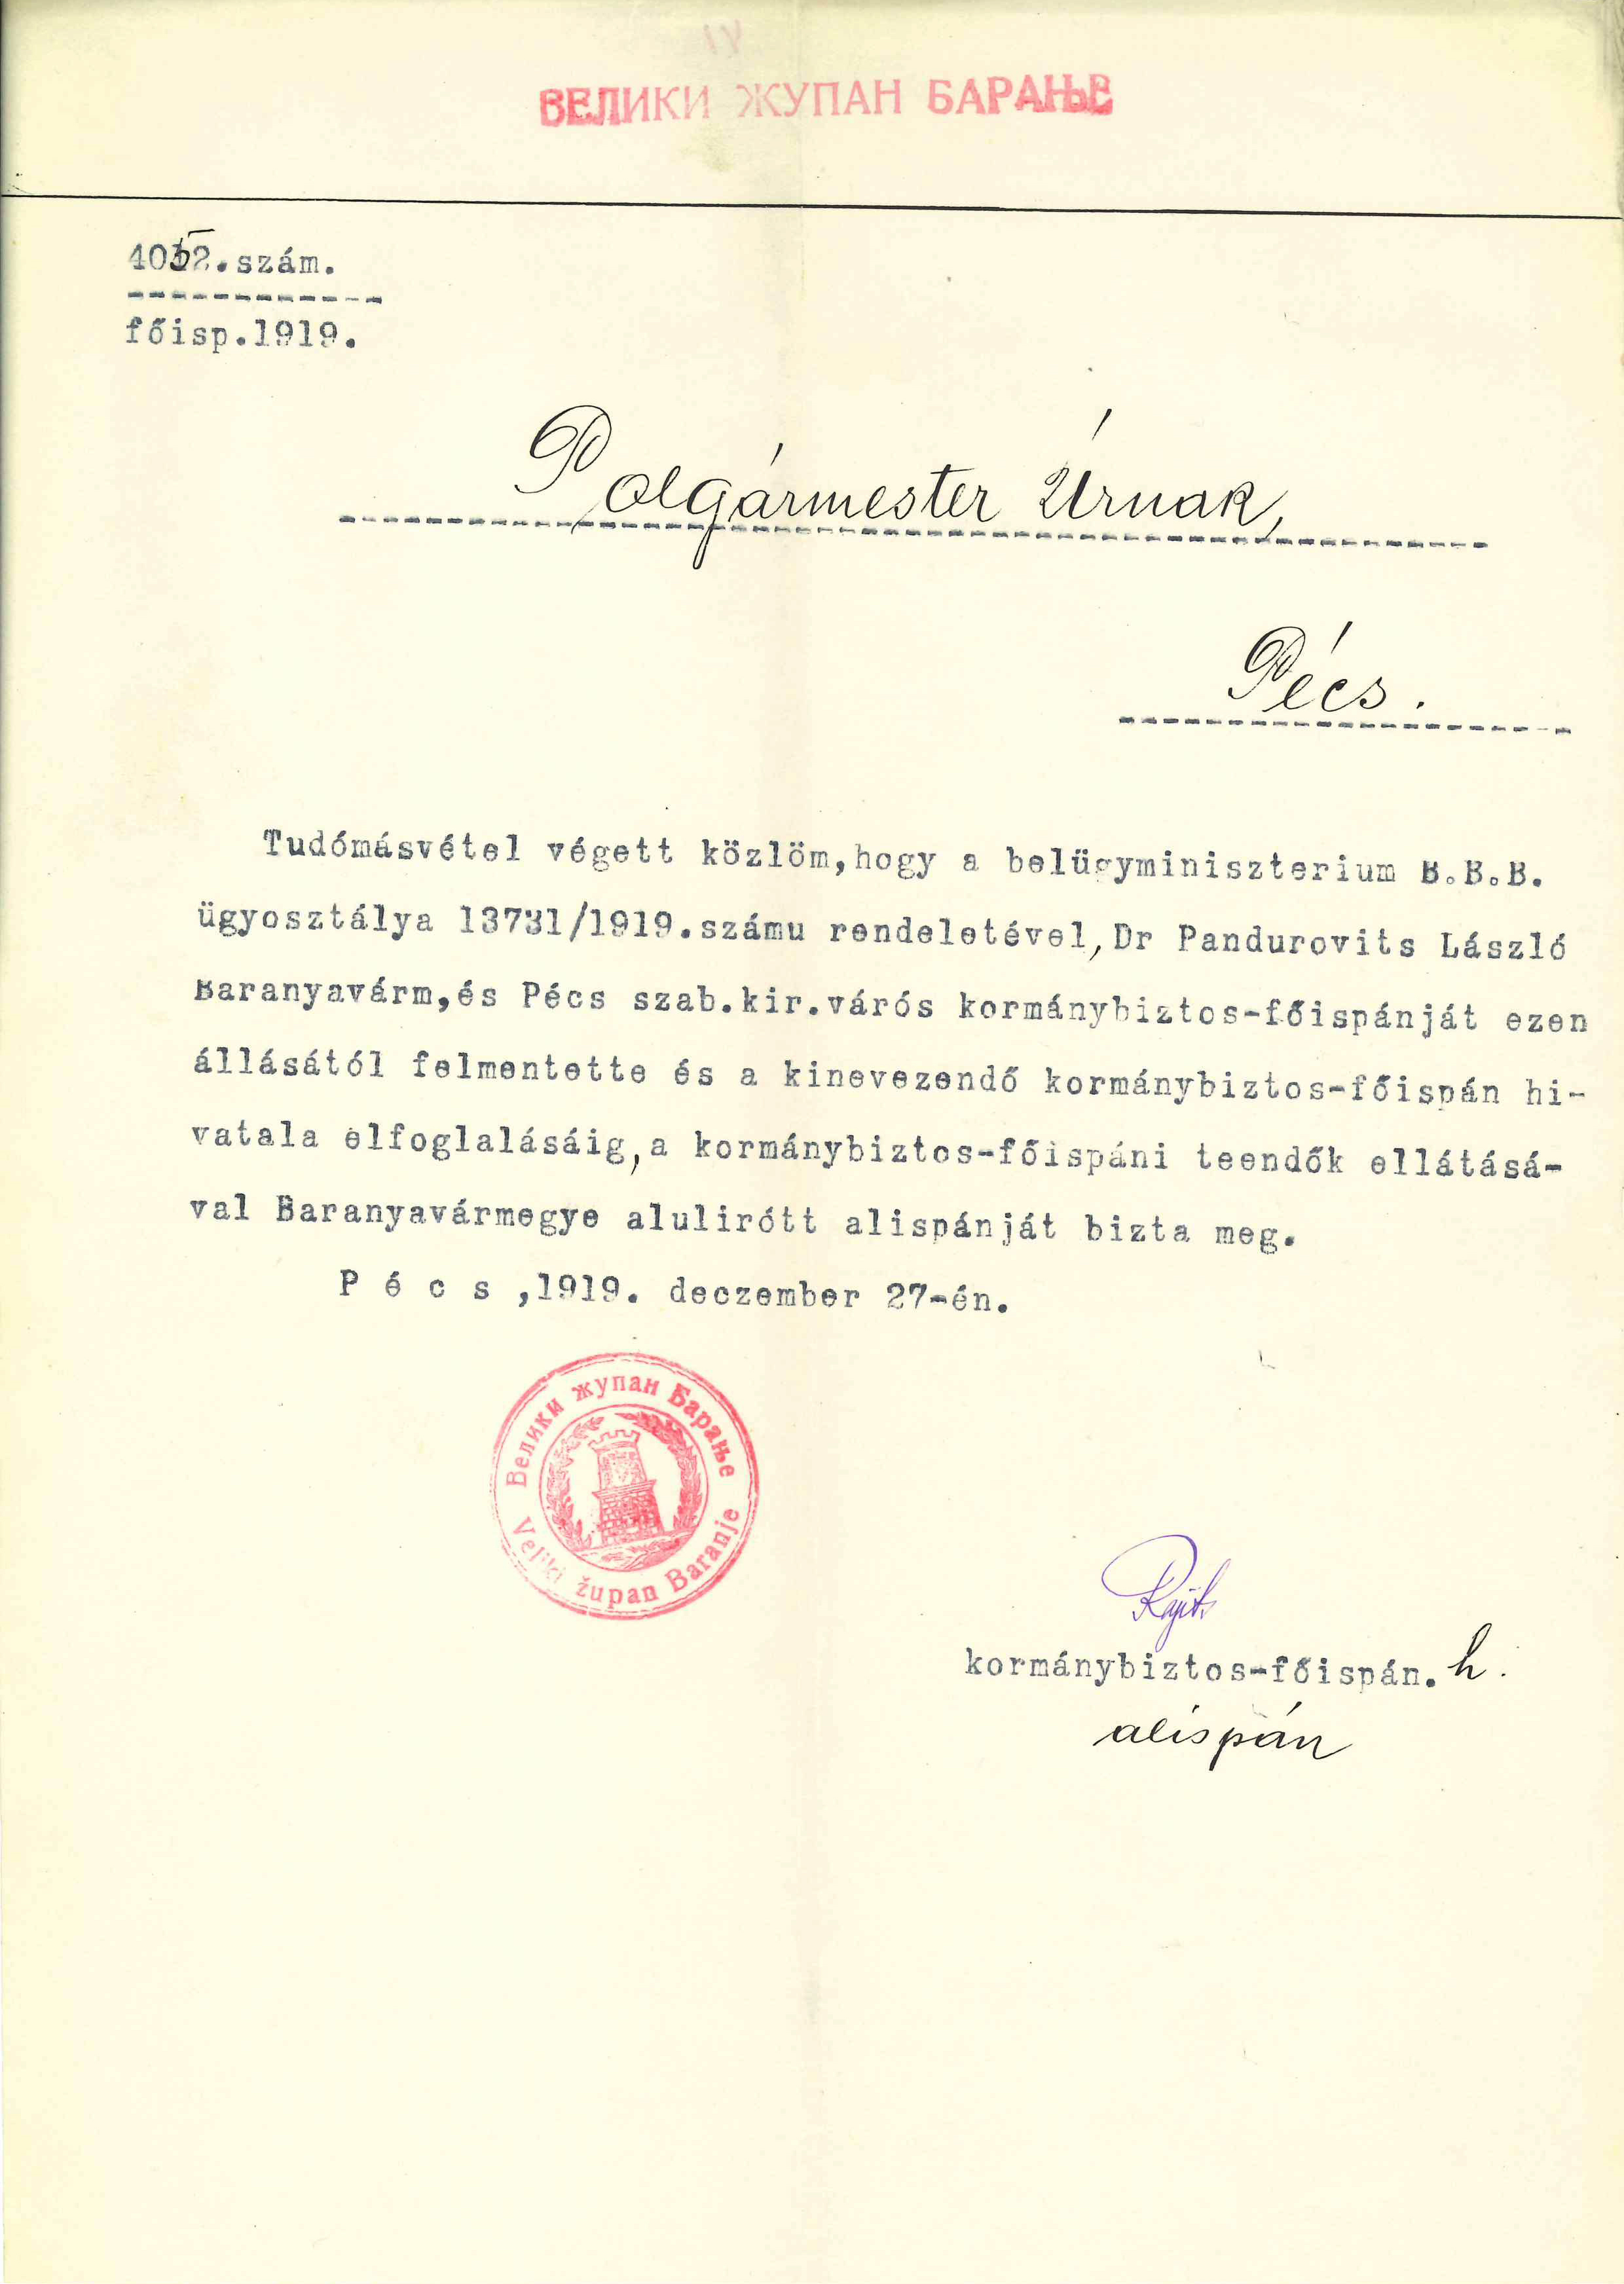 ВЕЛИКИ ЖУПАН БАРАЊЕ
4052.szám.
főisp.1919.
Polgármester Úrnak,
Pécs.
Tudómásvétel végett közlöm,hogy a belügyminiszterium B.B.B.
ügyosztálya 13731/1919.számu rendeletével,Dr Pandurovits László
Baranyavárm,és Pécs szab.kir.várós kormánybiztos-főispánját ezen
állásától felmentette és a kinevezendő kormánybiztos-főispán hi-
vatala elfoglalásáig,a kormánybiztos-főispáni teendők ellátásá-
val Baranyavármegye alulirótt alispánját bizta meg.
P é c s ,1919. deczember 27-én.
Велики жупан Барање
Veliki župan Baranje
kormánybiztos-főispán. h.
alispán